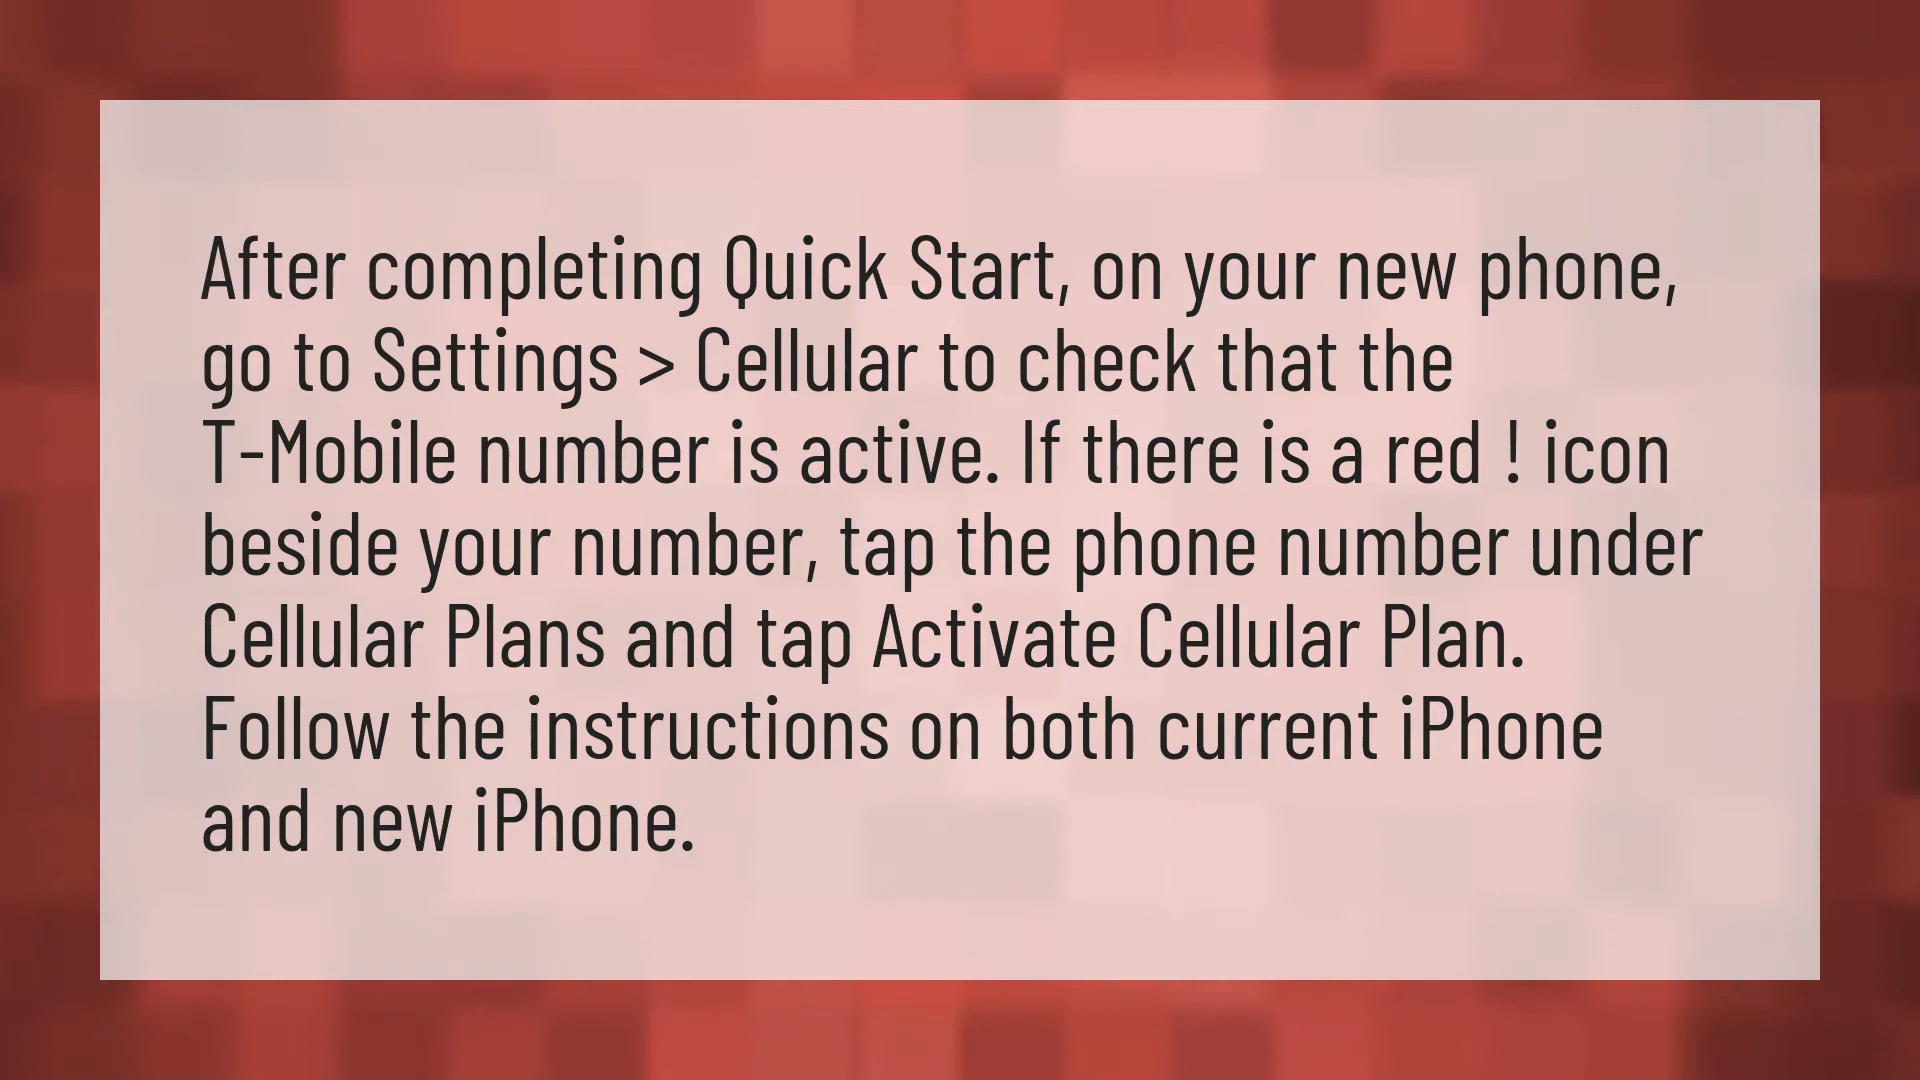 After completing Quick Start, on your new phone,
go to Settings > Cellular to check that the
T-Mobile number is active. If there is a red ! icon
beside your number, tap the phone number under
Cellular Plans and tap Activate Cellular Plan.
Follow the instructions on both current iPhone
and new iPhone.